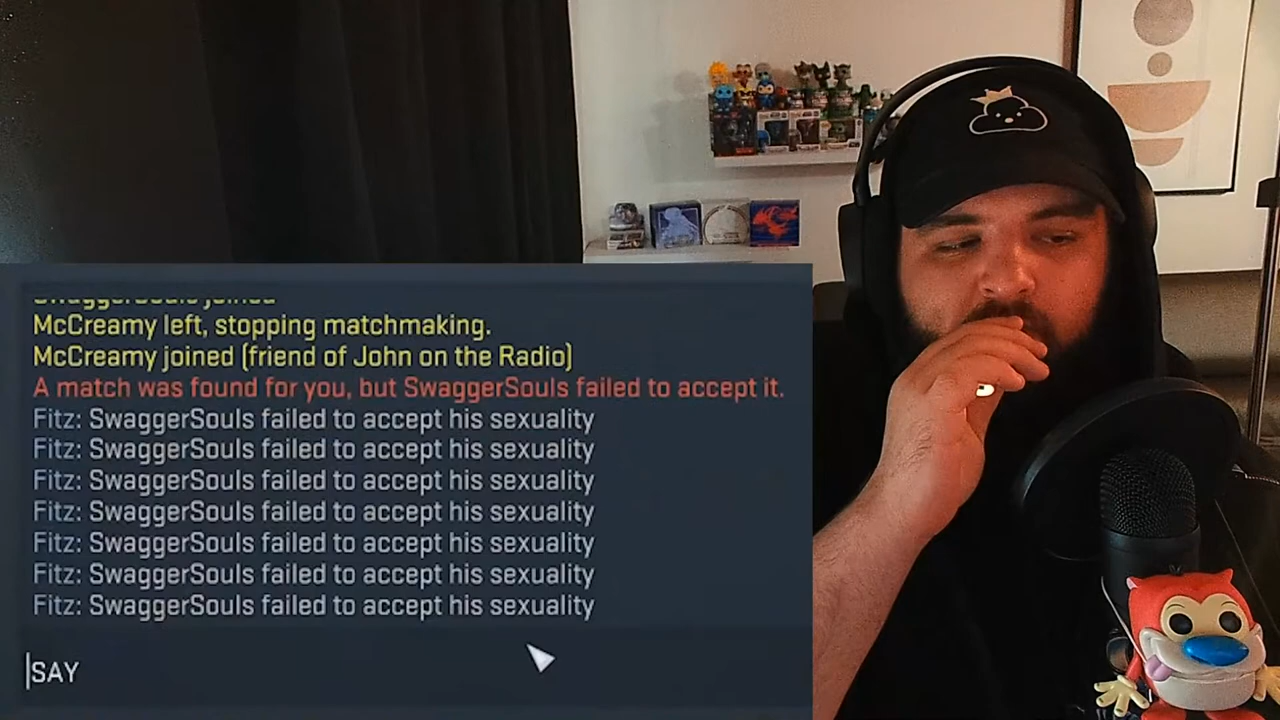 SwaggerSouls joined
McCreamy left, stopping matchmaking.
McCreamy joined (friend of John on the Radio)
A match was found for you, but SwaggerSouls failed to accept it.
Fitz: SwaggerSouls failed to accept his sexuality
Fitz: SwaggerSouls failed to accept his sexuality
Fitz: SwaggerSouls failed to accept his sexuality
Fitz: SwaggerSouls failed to accept his sexuality
Fitz: SwaggerSouls failed to accept his sexuality
Fitz: SwaggerSouls failed to accept his sexuality
Fitz: SwaggerSouls failed to accept his sexuality
SAY